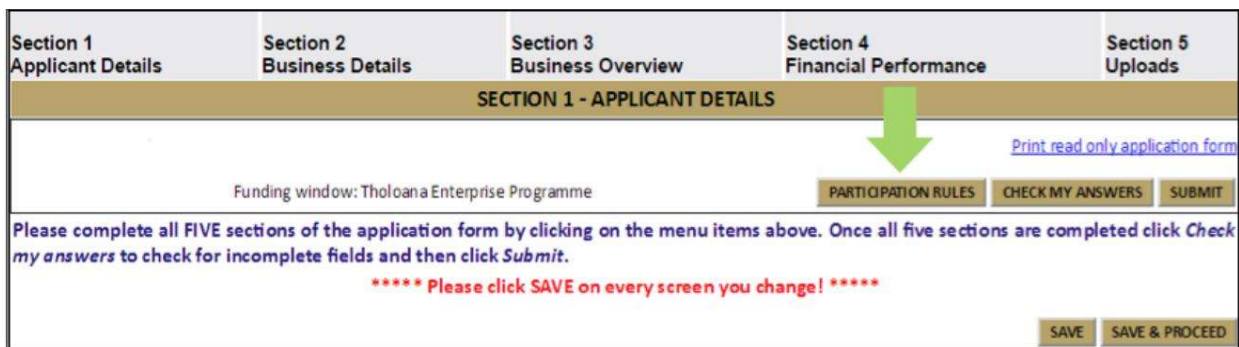 Section 1 Section 2 Section 3 Section 4 Section 5
Applicant Details Business Details Business Overview Financial Performance Uploads
SECTION 1 - APPLICANT DETAILS
Print read only application form
Funding window: Tholoana Enterprise Programme PARTICIPATION RULES CHECK MY ANSWERS SUBMIT
Please complete all FIVE sections of the application form by clicking on the menu items above. Once all five sections are completed click Check
my answers to check for incomplete fields and then click Submit.
***** Please click SAVE on every screen you change! *****
SAVE SAVE & PROCEED